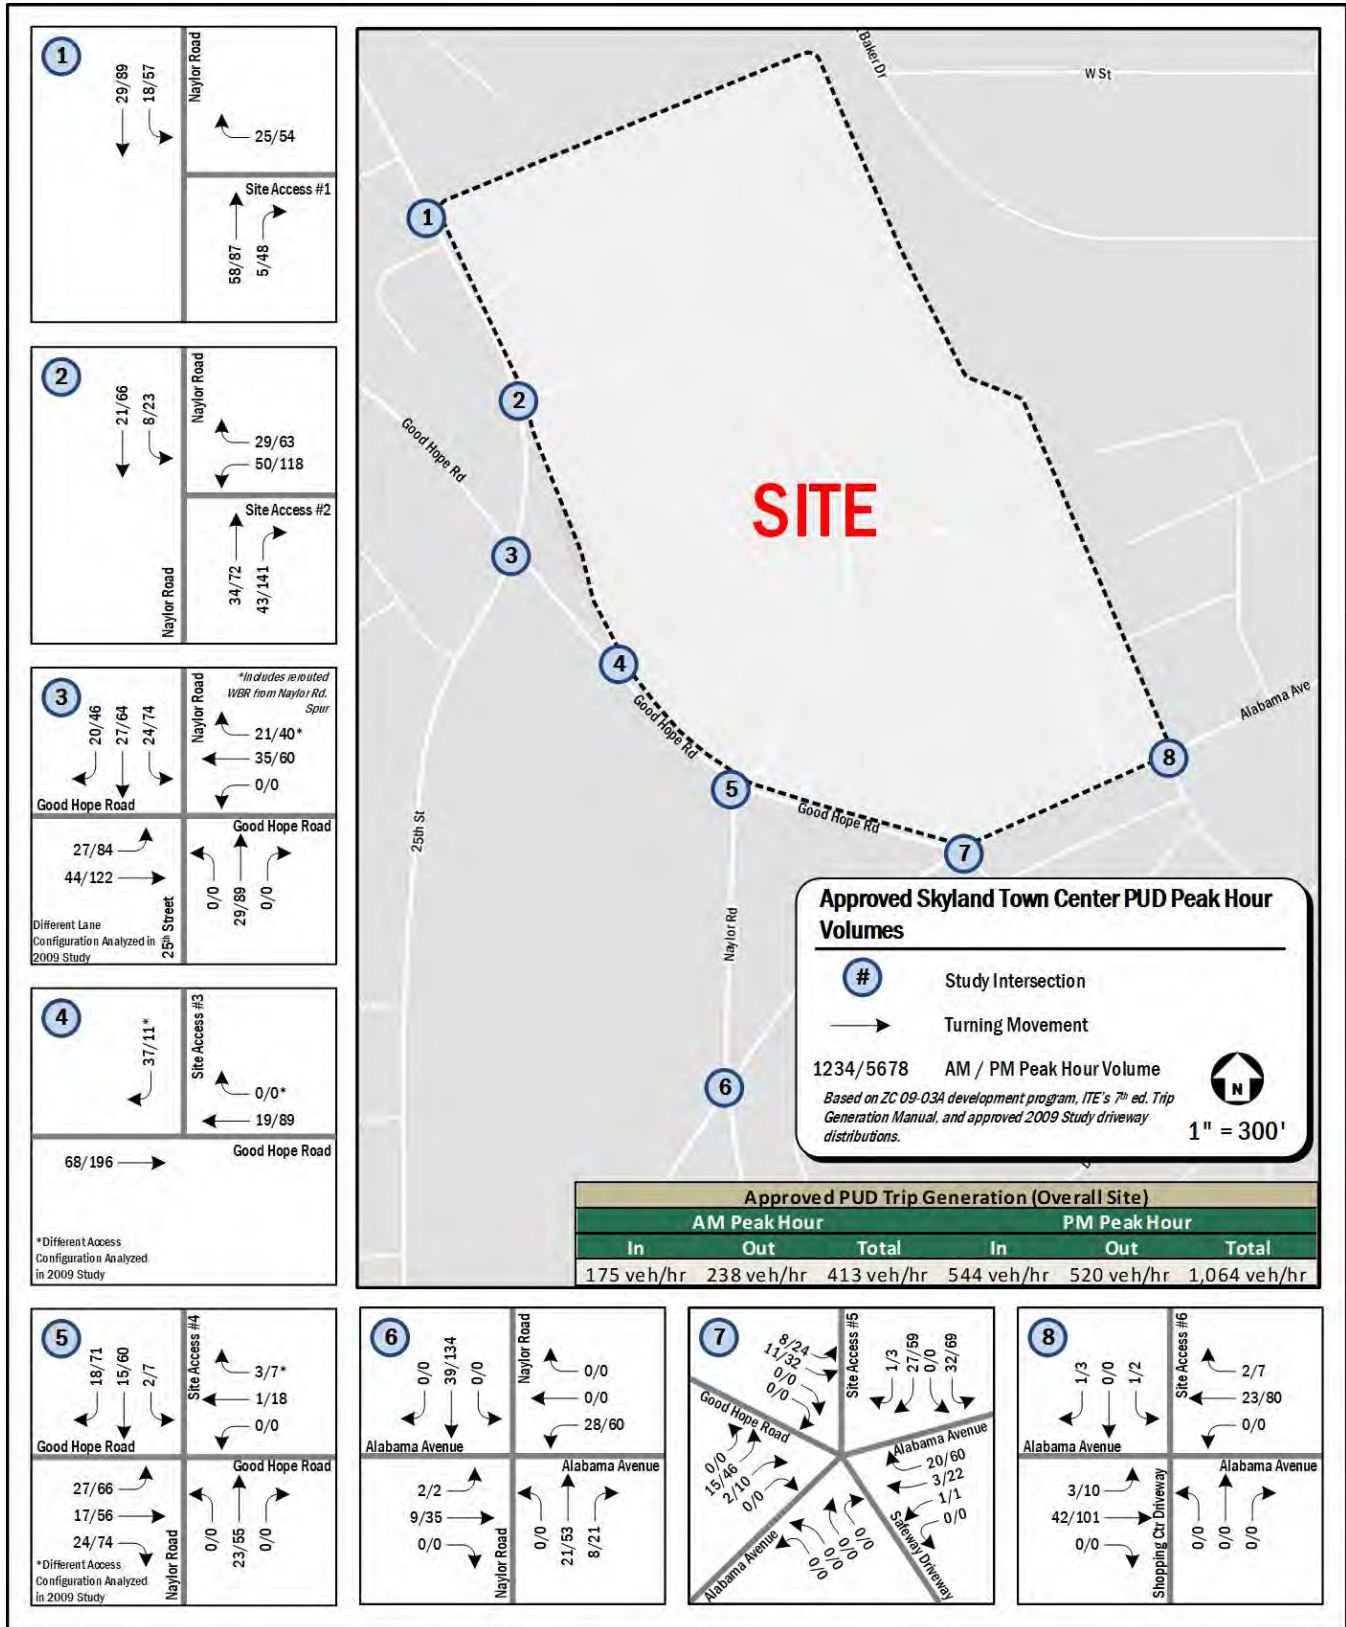 1
29/89
18/57
Naylor Road
25/54
Site Access #1
58/87
5/48
2
21/66
8/23
Naylor Road
29/63
50/118
Site Access #2
Naylor Road
34/72
43/141
3
20/46
27/64
24/74
Naylor Road
*Includes rerouted
WBR from Naylor Rd.
Spur
21/40*
35/60
0/0
Good Hope Road
Good Hope Road
27/84
44/122
0/0
29/89
0/0
Different Lane
Configuration Analyzed in
2009 Study
25th Street
4
37/11*
Site Access #3
0/0*
19/89
Good Hope Road
68/196
*Different Access
Configuration Analyzed
in 2009 Study
Baker Dr
W St
1
2
Good Hope Rd
SITE
3
4
Good Hope Rd
Alabama Ave
8
5
Good Hope Rd
7
25th St
Naylor Rd
6
Approved Skyland Town Center PUD Peak Hour
Volumes
# Study Intersection
Turning Movement
1234/5678 AM / PM Peak Hour Volume
Based on ZC 09-03A development program, ITE's 7th ed. Trip
Generation Manual, and approved 2009 Study driveway
distributions.
N
1" = 300'
Approved PUD Trip Generation (Overall Site)
AM Peak Hour PM Peak Hour
In Out Total In Out Total
175 veh/hr 238 veh/hr 413 veh/hr 544 veh/hr 520 veh/hr 1,064 veh/hr
5
18/71
15/60
2/7
Site Access #4
3/7*
1/18
0/0
Good Hope Road
Good Hope Road
27/66
17/56
24/74
0/0
23/55
0/0
Naylor Road
*Different Access
Configuration Analyzed
in 2009 Study
6
0/0
39/134
0/0
Naylor Road
0/0
0/0
28/60
Alabama Avenue
Alabama Avenue
2/2
9/35
0/0
0/0
21/53
8/21
Naylor Road
7
8/24
11/32
0/0
0/0
Site Access #5
1/3
27/59
0/0
32/69
Good Hope Road
Alabama Avenue
0/0
15/46
2/10
0/0
20/60
3/22
1/1
0/0
Alabama Avenue
0/0
0/0
0/0
0/0
Safeway Driveway
8
1/3
0/0
1/2
Site Access #6
2/7
23/80
0/0
Alabama Avenue
Alabama Avenue
3/10
42/101
0/0
Shopping Ctr Driveway
0/0
0/0
0/0